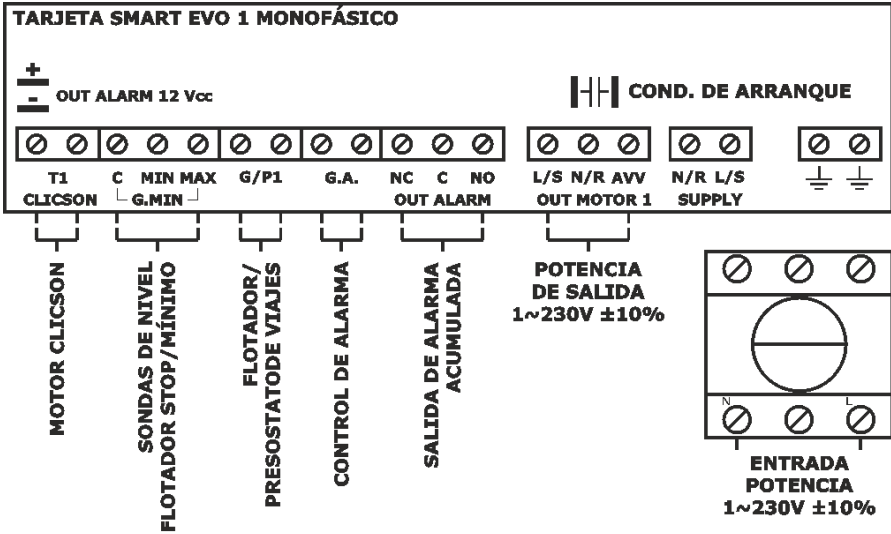 TARJETA SMART EVO 1 MONOFÁSICO
+
-
OUT ALARM 12 Vcc
COND. DE ARRANQUE
T1 C MIN MAX G/P1 G.A. NC C NO L/S N/R AVV N/R L/S
CLICSON G.MIN OUT ALARM OUT MOTOR 1 SUPPLY
MOTOR CLICSON
SONDAS DE NIVEL
FLOTADOR STOP/MÍNIMO
FLOTADOR/
PRESOSTATODE VIAJES
CONTROL DE ALARMA
SALIDA DE ALARMA
ACUMULADA
POTENCIA
DE SALIDA
1~230V ±10%
N L
ENTRADA
POTENCIA
1~230V ±10%